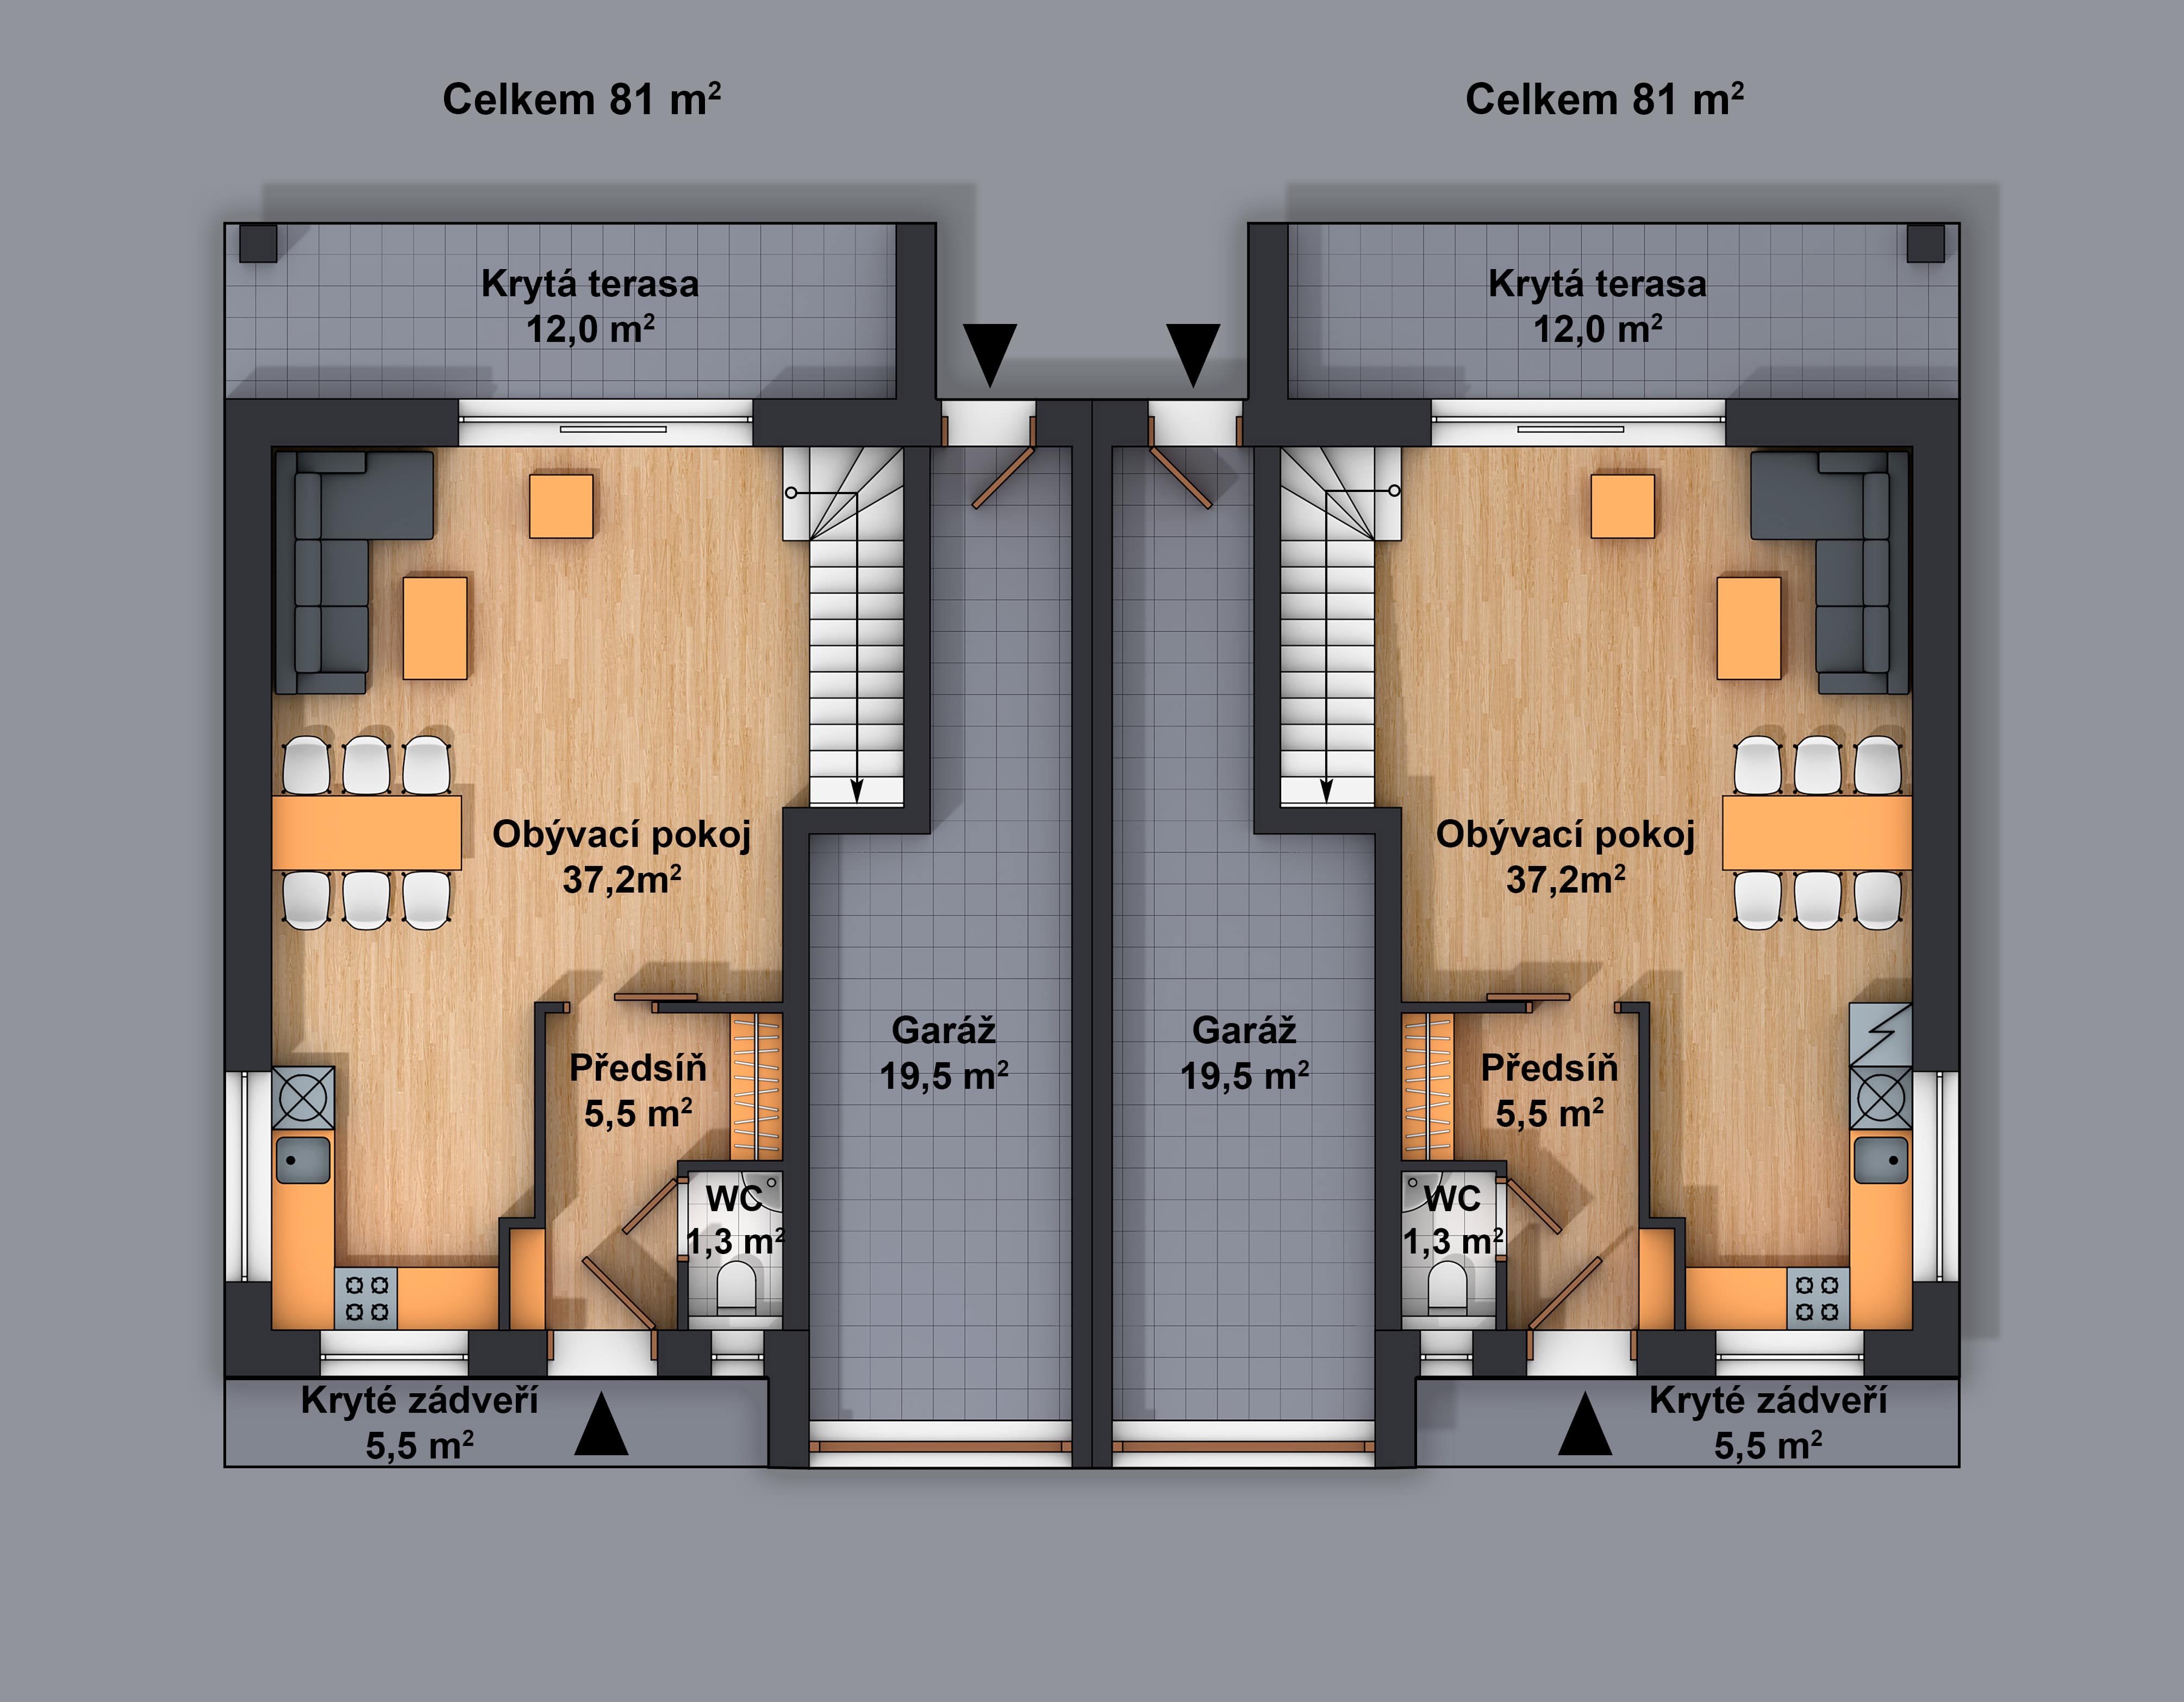 Celkem 81 m²
Celkem 81 m²
Krytá terasa
12,0 m²
Krytá terasa
12,0 m²
Obývací pokoj
37,2m²
Obývací pokoj
37,2m²
Garáž
19,5 m²
Garáž
19,5 m²
Předsíň
5,5 m²
Předsíň
5,5 m²
WC
1,3 m²
WC
1,3 m²
Kryté zádveří
5,5 m²
Kryté zádveří
5,5 m²